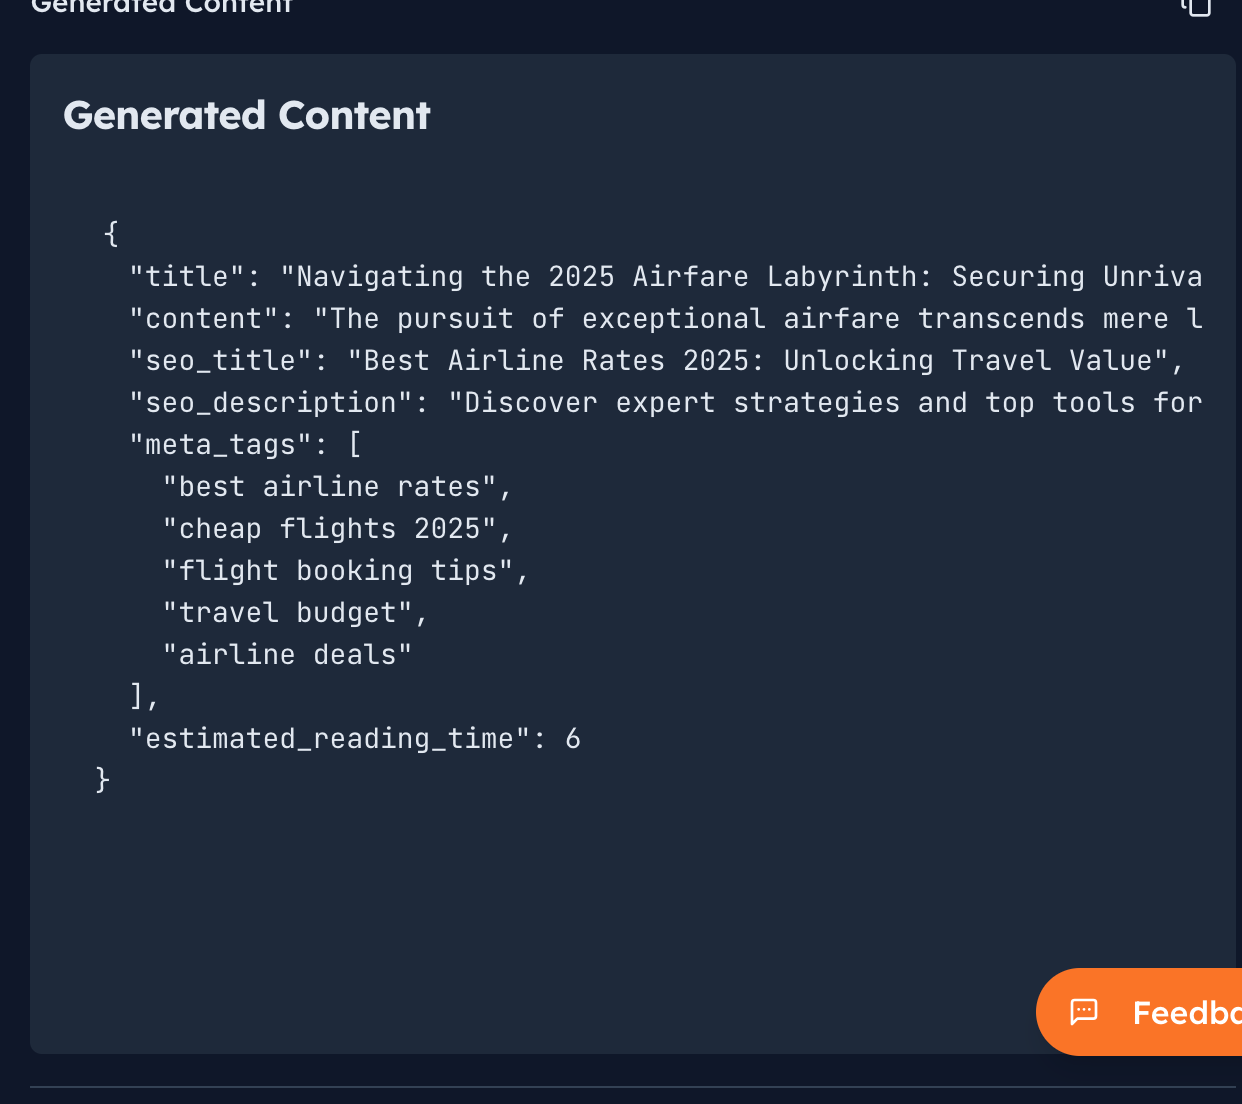 Generated Content
Generated Content
{
"title": "Navigating the 2025 Airfare Labyrinth: Securing Unriva
"content": "The pursuit of exceptional airfare transcends mere l
"seo_title": "Best Airline Rates 2025: Unlocking Travel Value",
"seo_description": "Discover expert strategies and top tools for
"meta_tags": [
"best airline rates",
"cheap flights 2025",
"flight booking tips",
"travel budget",
"airline deals"
],
"estimated_reading_time": 6
}
Feedba